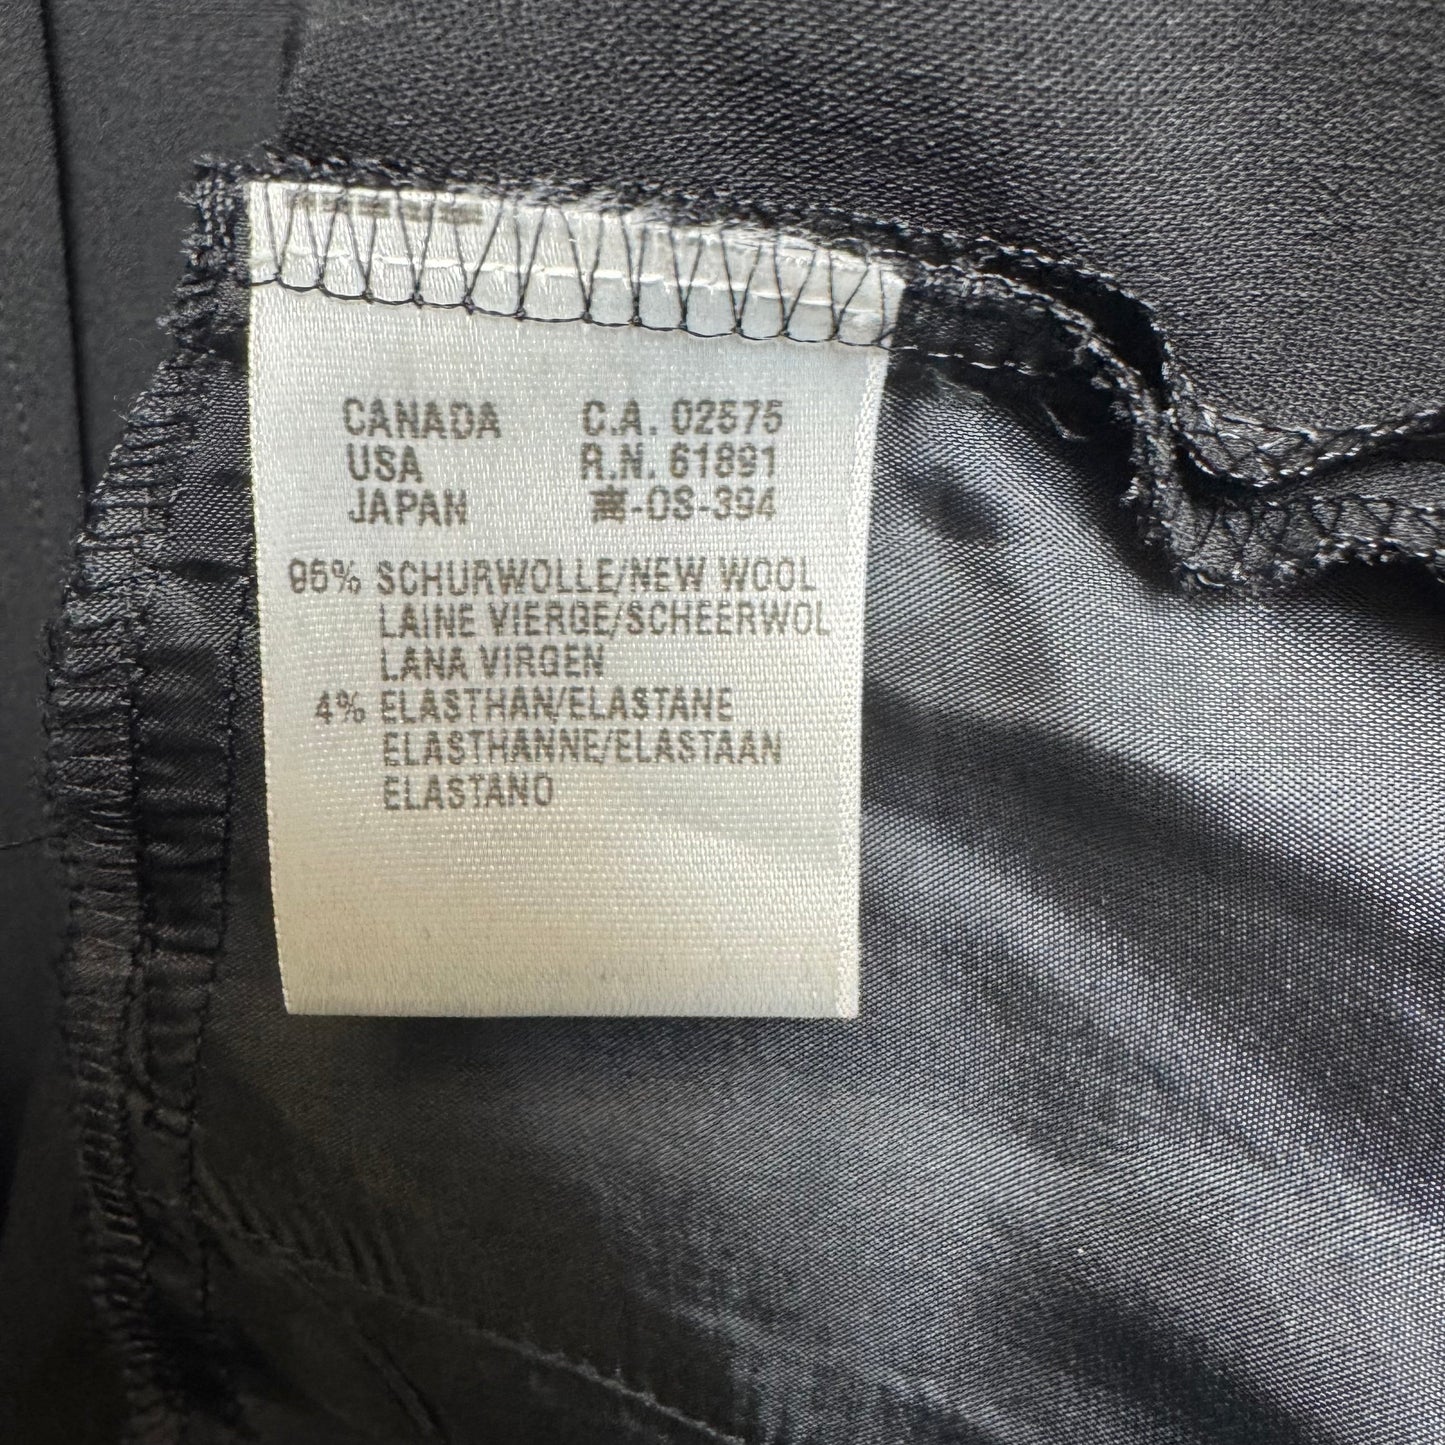 CANADA C.A. 02575
USA R.N. 61891
JAPAN 東-OS-394
96% SCHURWOLLE/NEW WOOL
LAINE VIERGE/SCHEERWOL
LANA VIRGEN
4% ELASTHAN/ELASTANE
ELASTHANNE/ELASTAAN
ELASTANO